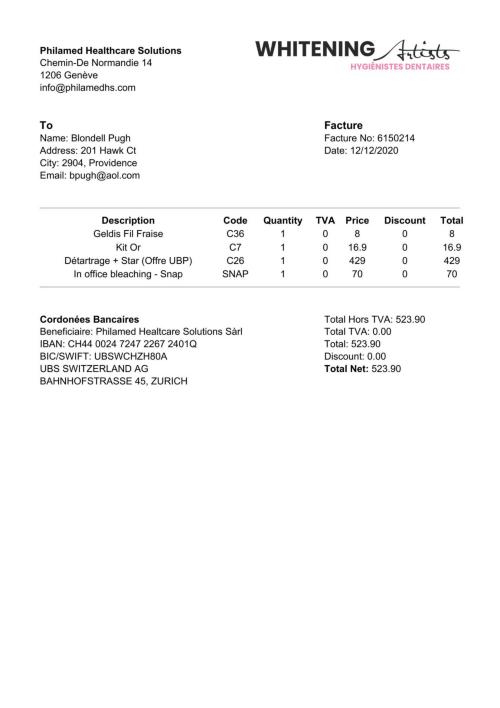 Philamed Healthcare Solutions
Chemin-De Normandie 14
1206 Genève
info@philamedhs.com
WHITENING Artists
HYGIÉNISTES DENTAIRES
To
Name: Blondell Pugh
Address: 201 Hawk Ct
City: 2904, Providence
Email: bpugh@aol.com
Facture
Facture No: 6150214
Date: 12/12/2020
Description Code Quantity TVA Price Discount Total
Geldis Fil Fraise C36 1 0 8 0 8
Kit Or C7 1 0 16.9 0 16.9
Détartrage + Star (Offre UBP) C26 1 0 429 0 429
In office bleaching - Snap SNAP 1 0 70 0 70
Cordonées Bancaires
Beneficiaire: Philamed Healtcare Solutions Sàrl
IBAN: CH44 0024 7247 2267 2401Q
BIC/SWIFT: UBSWCHZH80A
UBS SWITZERLAND AG
BAHNHOFSTRASSE 45, ZURICH
Total Hors TVA: 523.90
Total TVA: 0.00
Total: 523.90
Discount: 0.00
Total Net: 523.90